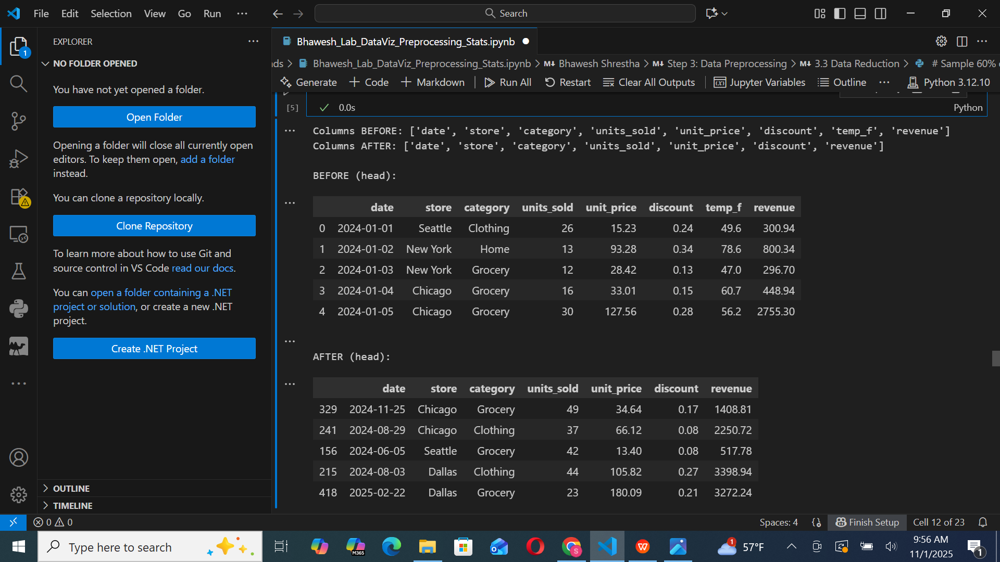 File Edit Selection View Go Run ... Search
EXPLORER ...
NO FOLDER OPENED
You have not yet opened a folder.
Open Folder
Opening a folder will close all currently open
editors. To keep them open, add a folder
instead.
You can clone a repository locally.
Clone Repository
To learn more about how to use Git and
source control in VS Code read our docs.
You can open a folder containing a .NET
project or solution, or create a new .NET
project.
Create .NET Project
OUTLINE
TIMELINE
1
Bhawesh_Lab_DataViz_Preprocessing_Stats.ipynb
nds > Bhawesh_Lab_DataViz_Preprocessing_Stats.ipynb > M Bhawesh Shrestha > M Step 3: Data Preprocessing > M 3.3 Data Reduction > # Sample 60%
Generate + Code + Markdown | Run All Restart Clear All Outputs | Jupyter Variables Outline ... Python 3.12.10
[5] 0.0s Python
Columns BEFORE: ['date', 'store', 'category', 'units_sold', 'unit_price', 'discount', 'temp_f', 'revenue']
Columns AFTER: ['date', 'store', 'category', 'units_sold', 'unit_price', 'discount', 'revenue']
BEFORE (head):
date store category units_sold unit_price discount temp_f revenue
0 2024-01-01 Seattle Clothing 26 15.23 0.24 49.6 300.94
1 2024-01-02 New York Home 13 93.28 0.34 78.6 800.34
2 2024-01-03 New York Grocery 12 28.42 0.13 47.0 296.70
3 2024-01-04 Chicago Grocery 16 33.01 0.15 60.7 448.94
4 2024-01-05 Chicago Grocery 30 127.56 0.28 56.2 2755.30
AFTER (head):
date store category units_sold unit_price discount revenue
329 2024-11-25 Chicago Grocery 49 34.64 0.17 1408.81
241 2024-08-29 Chicago Clothing 37 66.12 0.08 2250.72
156 2024-06-05 Seattle Grocery 42 13.40 0.08 517.78
215 2024-08-03 Dallas Clothing 44 105.82 0.27 3398.94
418 2025-02-22 Dallas Grocery 23 180.09 0.21 3272.24
0 0 Spaces: 4 Finish Setup Cell 12 of 23
Type here to search M365 S W 1 57°F 9:56 AM 1
11/1/2025